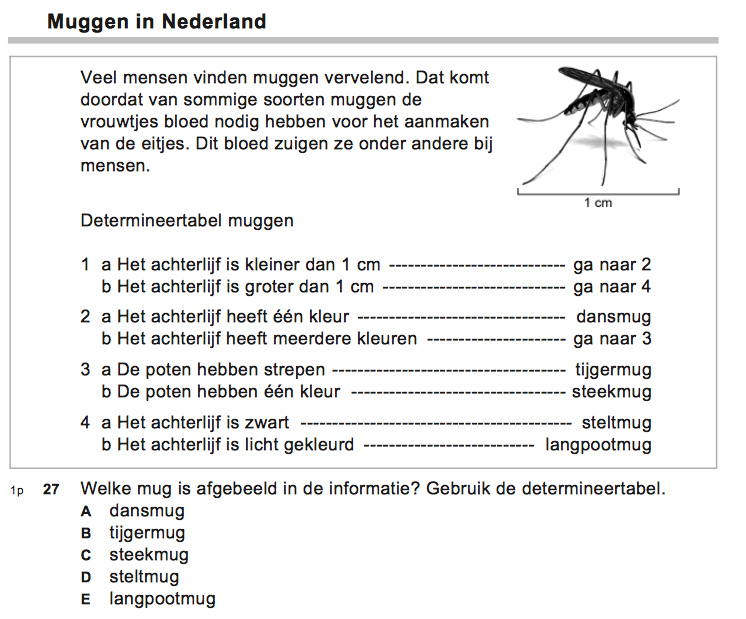 Muggen in Nederland
Veel mensen vinden muggen vervelend. Dat komt
doordat van sommige soorten muggen de
vrouwtjes bloed nodig hebben voor het aanmaken
van de eitjes. Dit bloed zuigen ze onder andere bij
mensen.
1 cm
Determineertabel muggen
1 a Het achterlijf is kleiner dan 1 cm ---------------------------- ga naar 2
b Het achterlijf is groter dan 1 cm ----------------------------- ga naar 4
2 a Het achterlijf heeft één kleur --------------------------------- dansmug
b Het achterlijf heeft meerdere kleuren ---------------------- ga naar 3
3 a De poten hebben strepen ------------------------------------- tijgermug
b De poten hebben één kleur ---------------------------------- steekmug
4 a Het achterlijf is zwart ------------------------------------------- steltmug
b Het achterlijf is licht gekleurd --------------------------- langpootmug
1p 27 Welke mug is afgebeeld in de informatie? Gebruik de determineertabel.
A dansmug
B tijgermug
C steekmug
D steltmug
E langpootmug